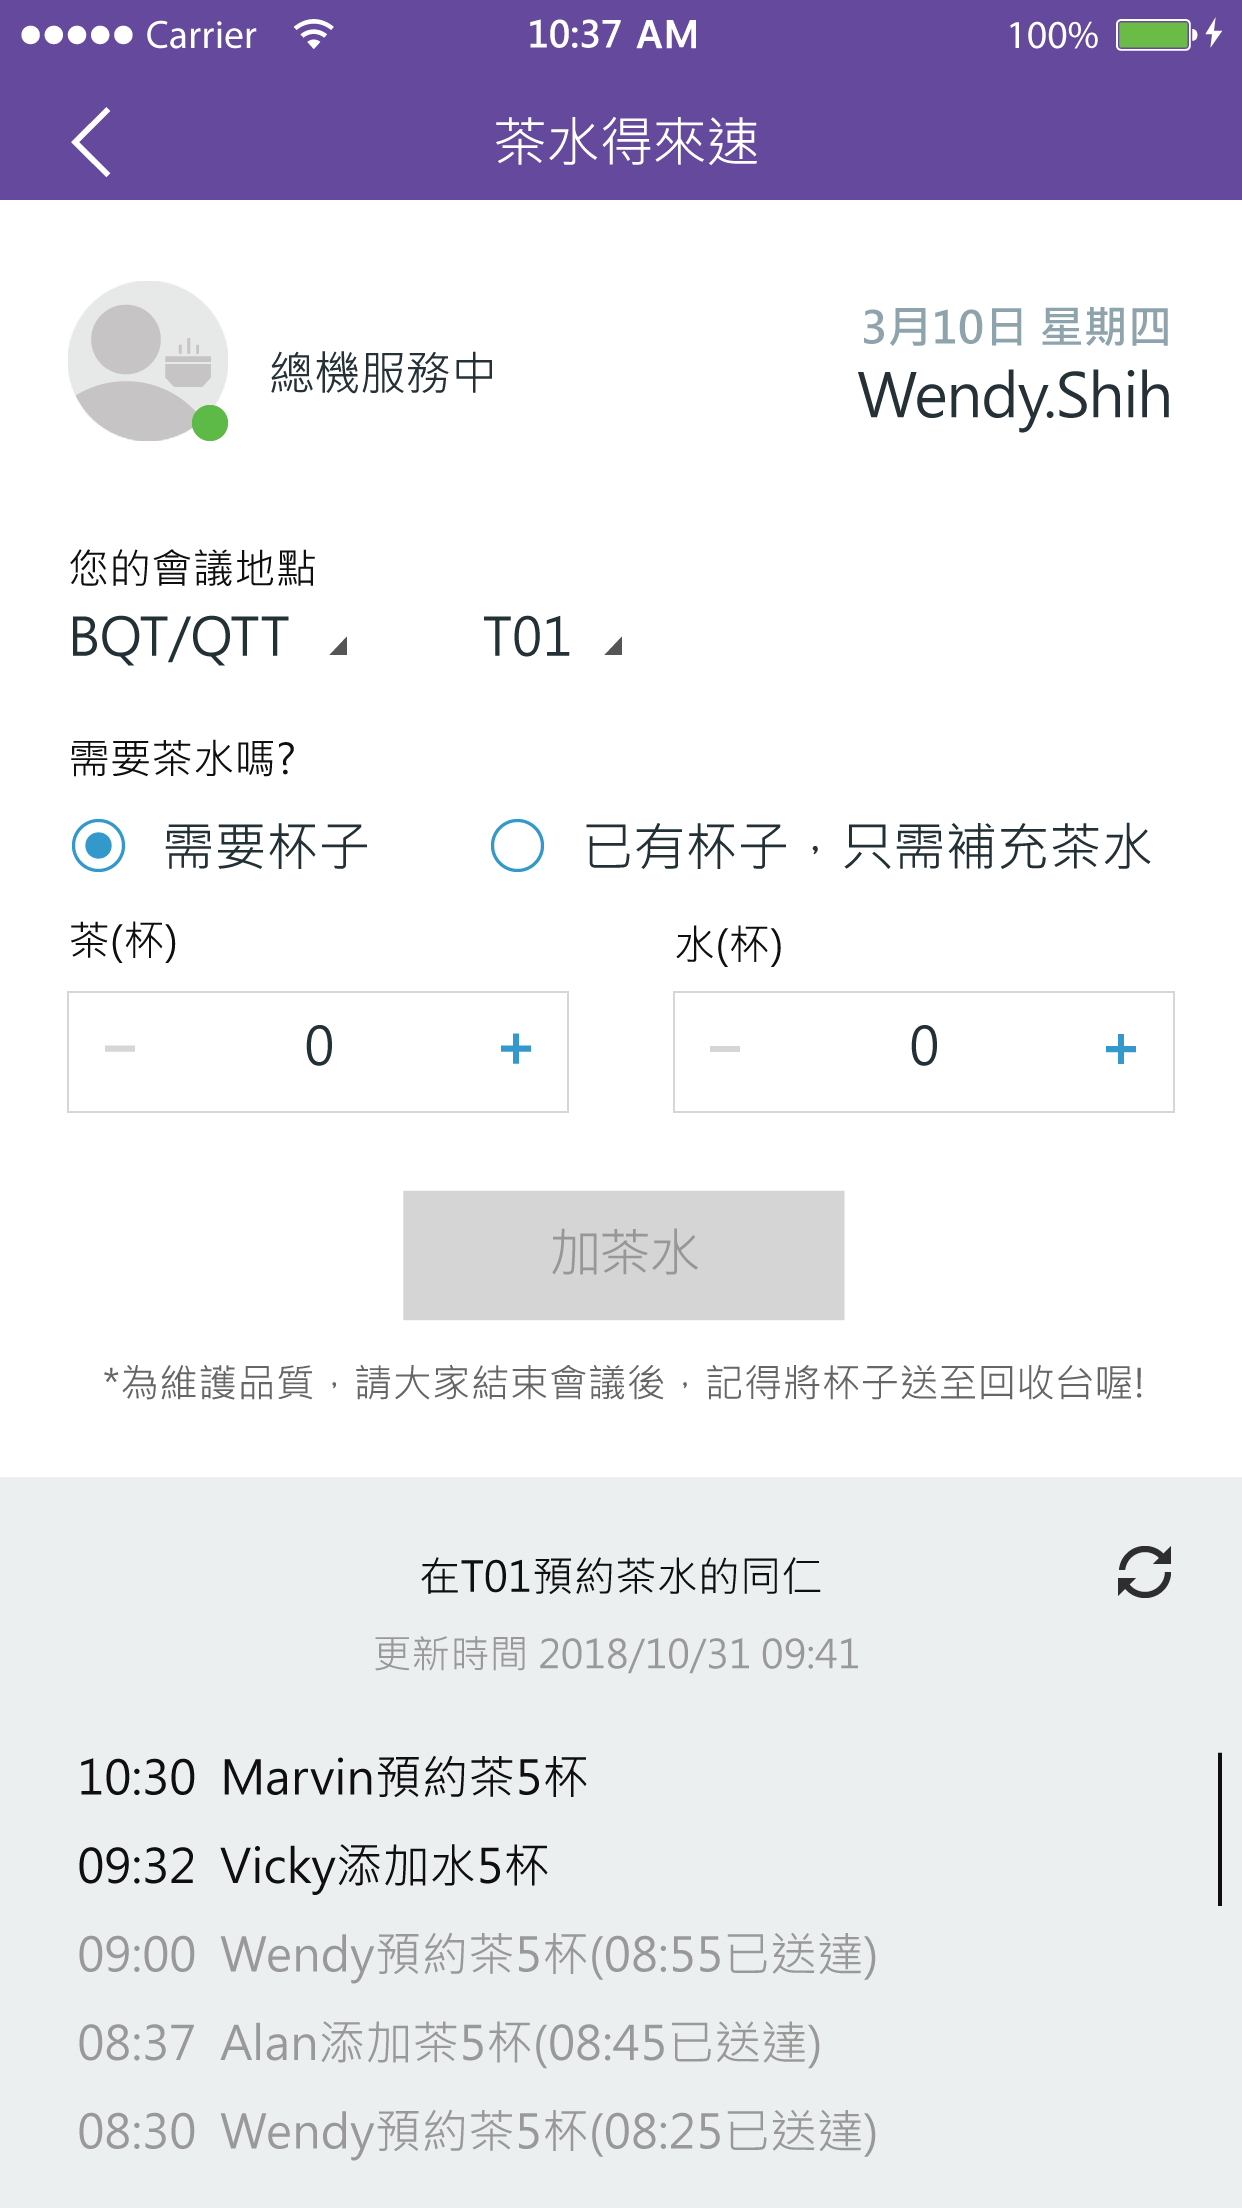 Carrier 10:37 AM 100%
茶水得來速
3月10日 星期四
總機服務中
Wendy.Shih
您的會議地點
BQT/QTT T01
需要茶水嗎?
需要杯子 已有杯子，只需補充茶水
茶(杯) 水(杯)
− 0 + − 0 +
加茶水
*為維護品質，請大家結束會議後，記得將杯子送至回收台喔!
在T01預約茶水的同仁
更新時間 2018/10/31 09:41
10:30 Marvin預約茶5杯
09:32 Vicky添加水5杯
09:00 Wendy預約茶5杯(08:55已送達)
08:37 Alan添加茶5杯(08:45已送達)
08:30 Wendy預約茶5杯(08:25已送達)